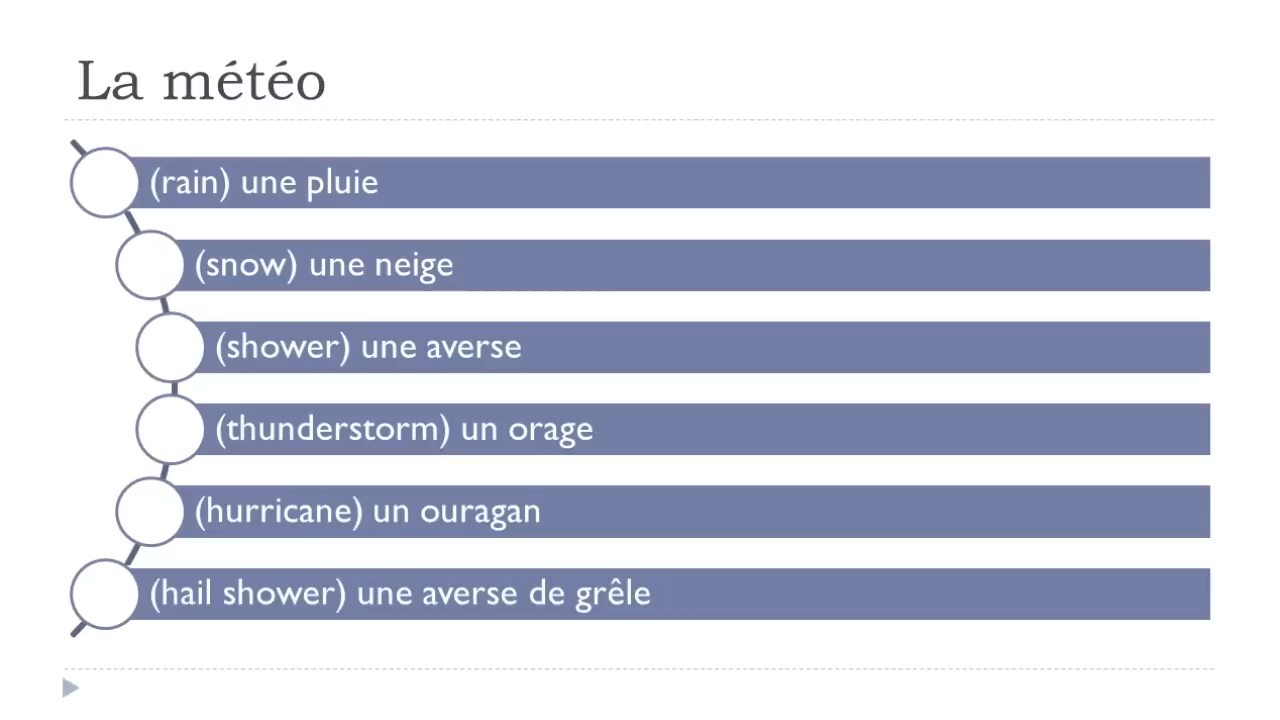 La météo
(rain) une pluie
(snow) une neige
(shower) une averse
(thunderstorm) un orage
(hurricane) un ouragan
(hail shower) une averse de grêle